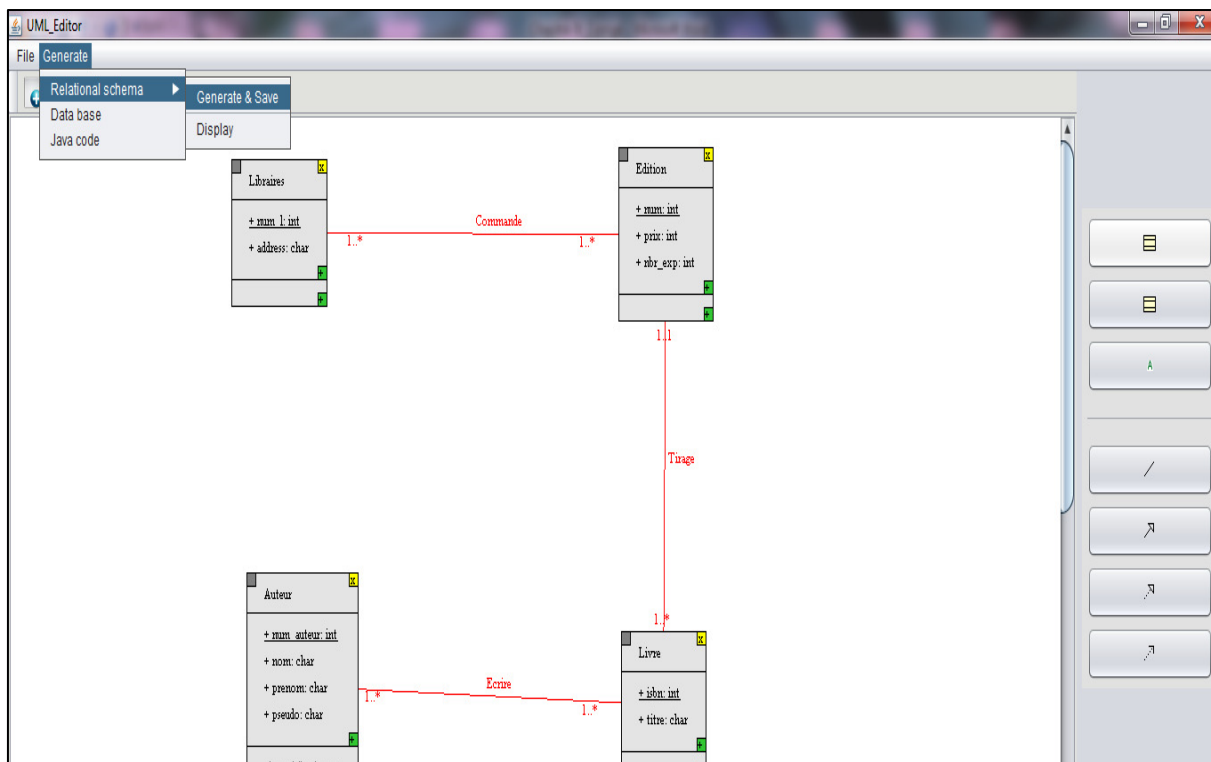 UML_Editor
File Generate
Relational schema
Data base
Java code
Generate & Save
Display
Libraires
+ num_l: int
+ address: char
1..*
Commande
1..*
Edition
+ num: int
+ prix: int
+ nbr_exp: int
1..1
Tirage
1..*
Auteur
+ num_auteur: int
+ nom: char
+ prenom: char
+ pseudo: char
1..*
Ecrire
1..*
Livre
+ isbn: int
+ titre: char
A